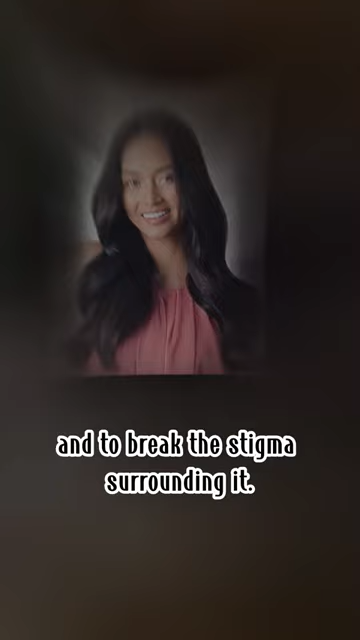 and to break the stigma
surrounding it.